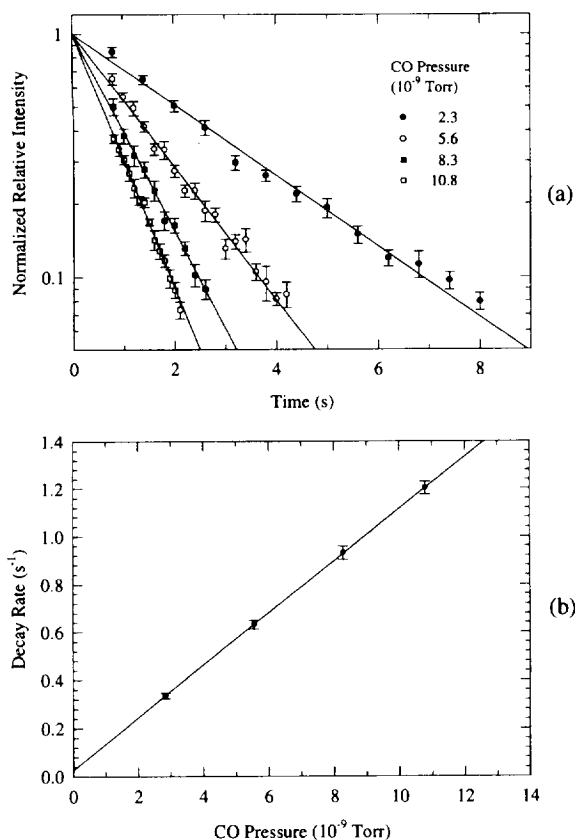 1
0.1
Normalized Relative Intensity
CO Pressure
(10⁻⁹ Torr)
2.3
5.6
8.3
10.8
(a)
0 2 4 6 8
Time (s)
1.4
1.2
1.0
0.8
0.6
0.4
0.2
0.0
Decay Rate (s⁻¹)
(b)
0 2 4 6 8 10 12 14
CO Pressure (10⁻⁹ Torr)